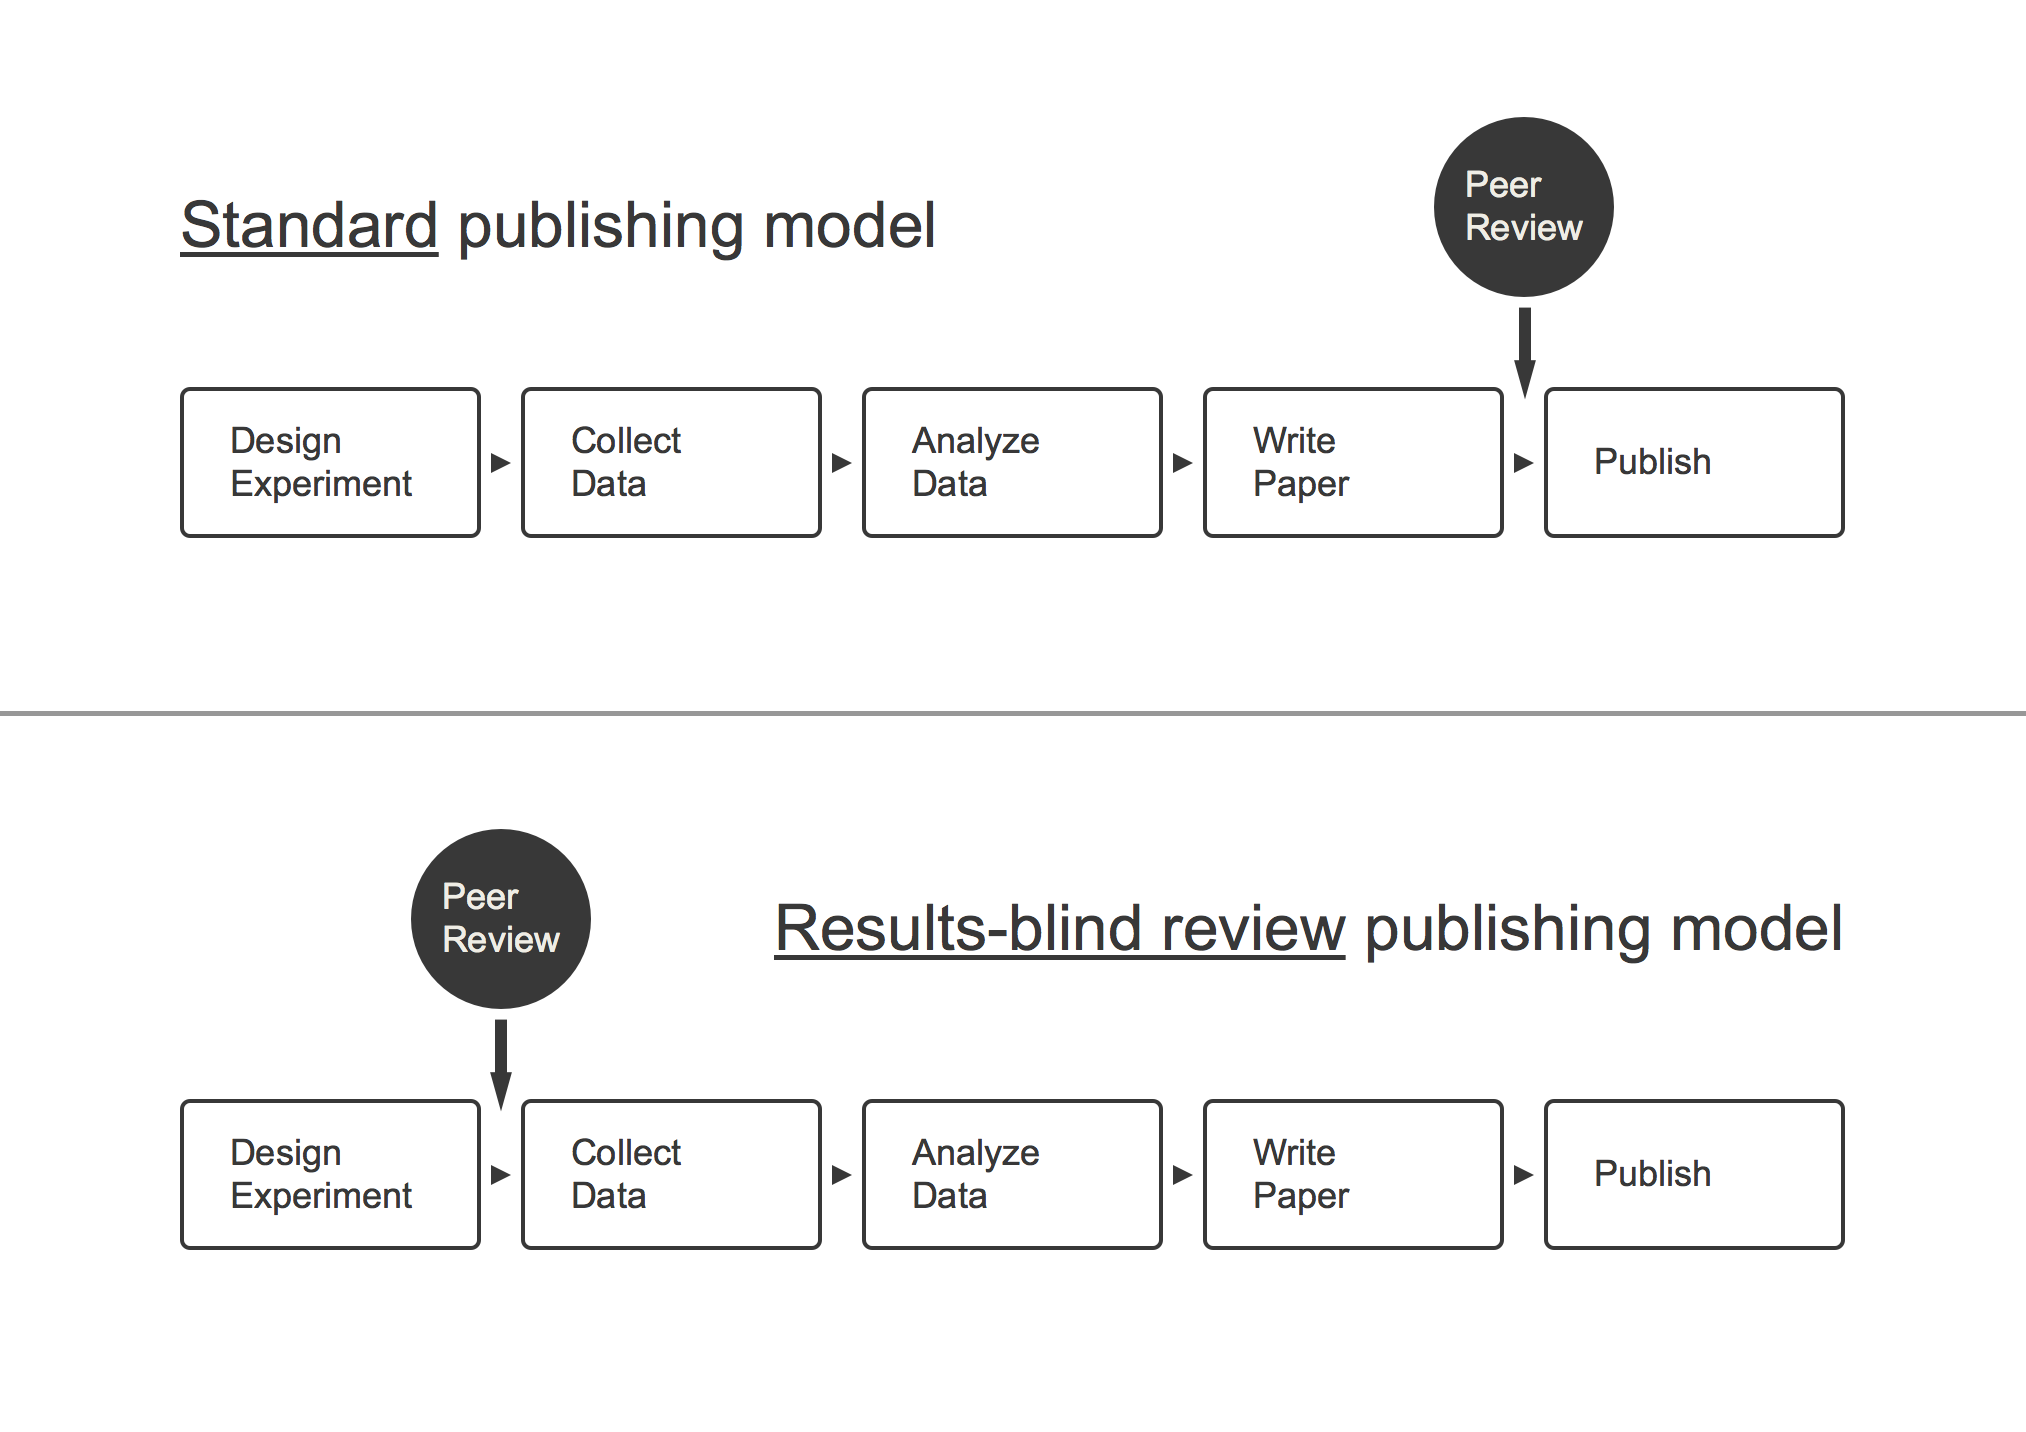 Peer
Review
Standard publishing model
Design
Experiment
Collect
Data
Analyze
Data
Write
Paper
Publish
Peer
Review
Results-blind review publishing model
Design
Experiment
Collect
Data
Analyze
Data
Write
Paper
Publish